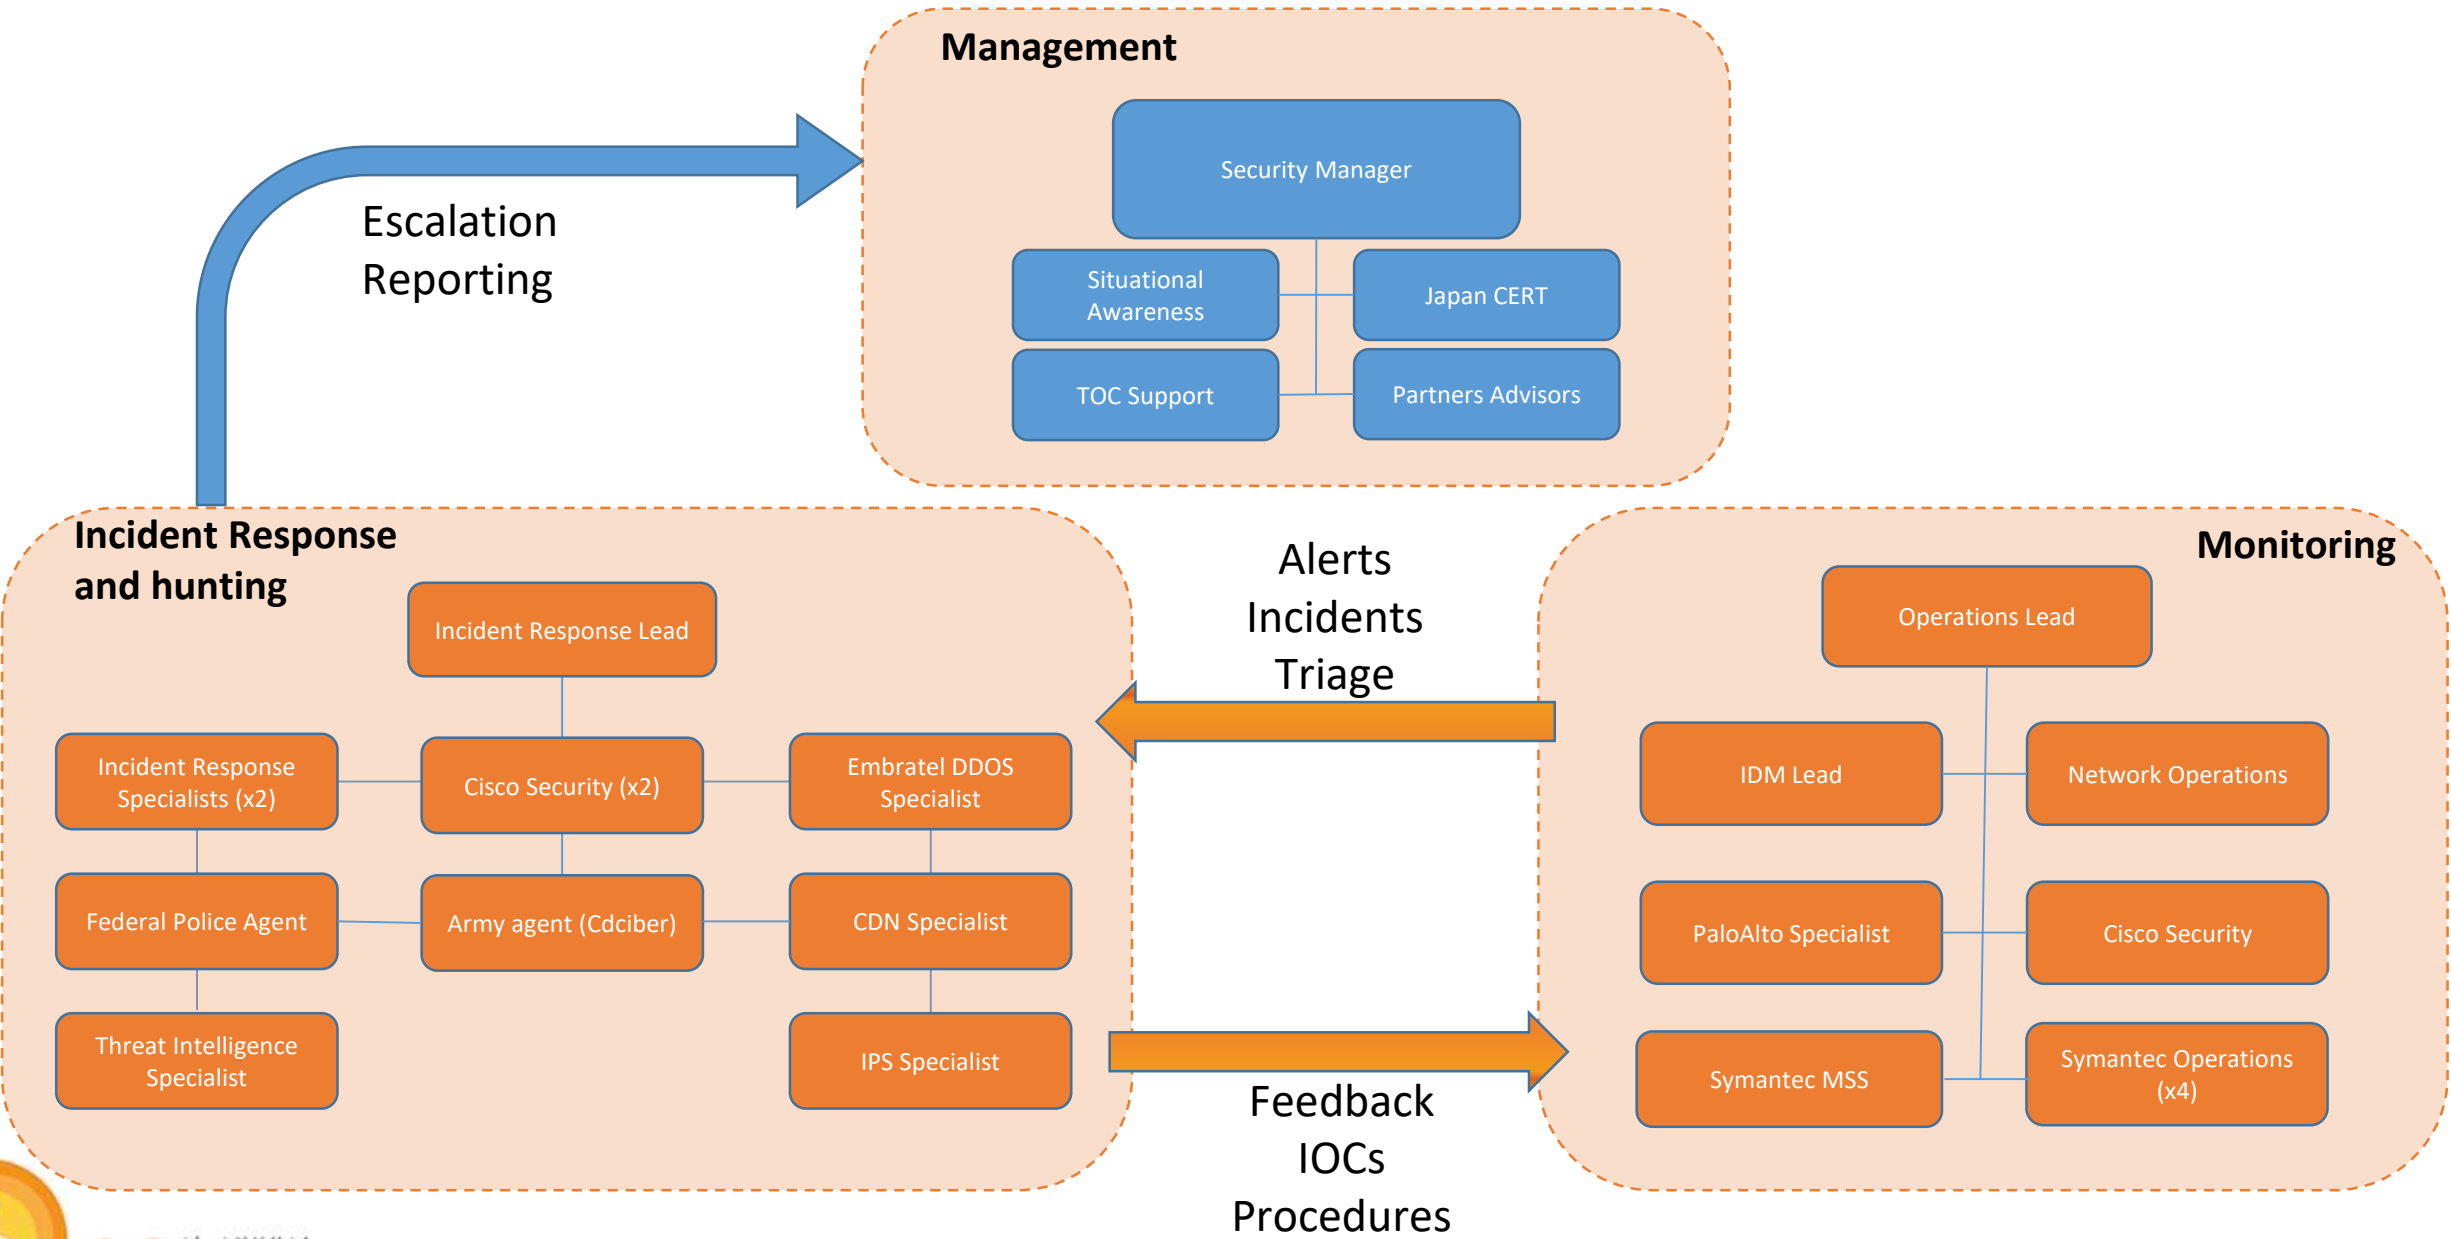 Management
Security Manager
Situational
Awareness
Japan CERT
TOC Support
Partners Advisors
Escalation
Reporting
Incident Response
and hunting
Incident Response Lead
Incident Response
Specialists (x2)
Cisco Security (x2)
Embratel DDOS
Specialist
Federal Police Agent
Army agent (Cdciber)
CDN Specialist
Threat Intelligence
Specialist
IPS Specialist
Alerts
Incidents
Triage
Feedback
IOCs
Procedures
Monitoring
Operations Lead
IDM Lead
Network Operations
PaloAlto Specialist
Cisco Security
Symantec MSS
Symantec Operations
(x4)